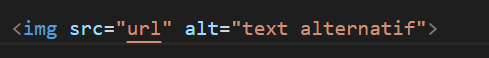 <img src="url" alt="text alternatif">